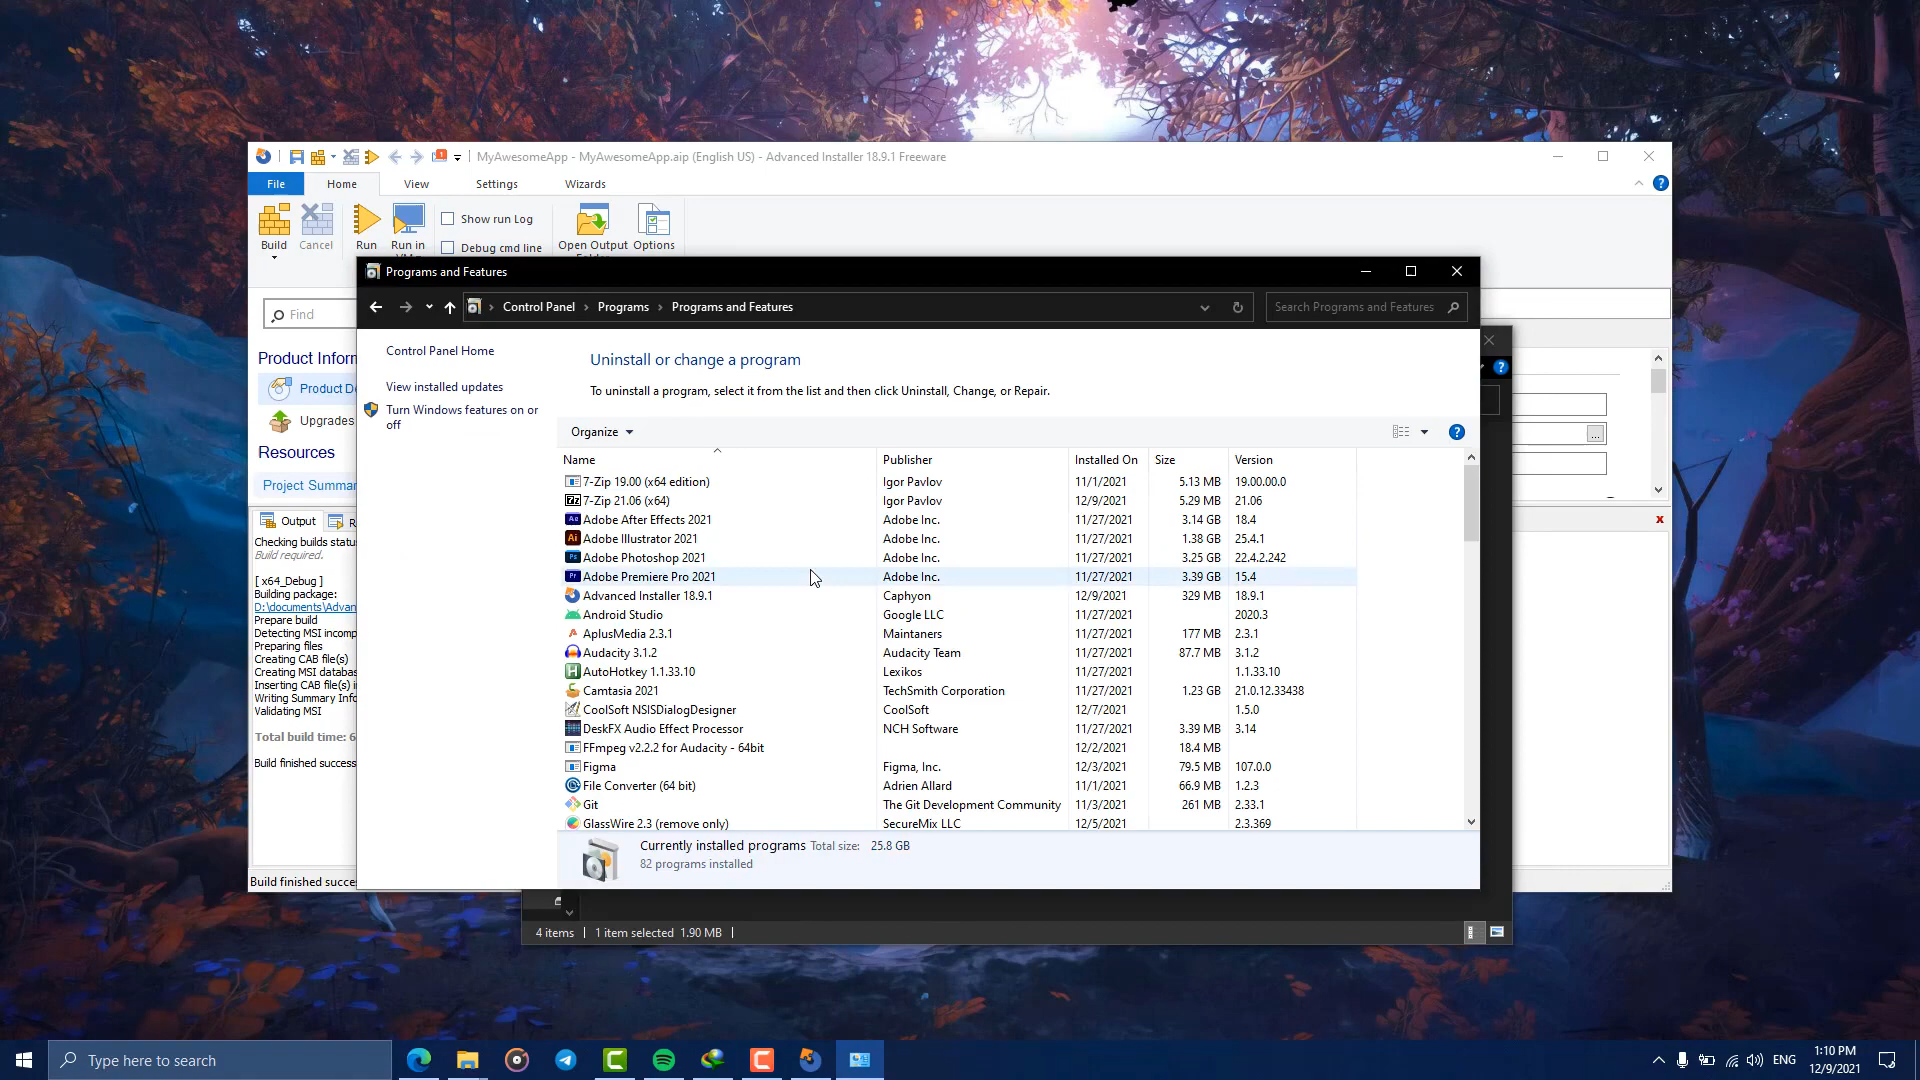 MyAwesomeApp - MyAwesomeApp.aip (English US) - Advanced Installer 18.9.1 Freeware
File Home View Settings Wizards
Build Cancel Run Run in
Show run Log
Debug cmd line
Open Output Options
Find
Product Inform
Product De
Upgrades
Resources
Project Summar
Output
Checking builds status
Build required.
[ x64_Debug ]
Building package:
D:\documents\Advan
Prepare build
Detecting MSI incomp
Preparing files
Creating CAB file(s)
Creating MSI databas
Inserting CAB file(s) i
Writing Summary Info
Validating MSI
Total build time: 6
Build finished success
Build finished succe
Programs and Features
Control Panel Programs Programs and Features
Search Programs and Features
Control Panel Home
View installed updates
Turn Windows features on or
off
Uninstall or change a program
To uninstall a program, select it from the list and then click Uninstall, Change, or Repair.
Organize
Name Publisher Installed On Size Version
7-Zip 19.00 (x64 edition) Igor Pavlov 11/1/2021 5.13 MB 19.00.00.0
7-Zip 21.06 (x64) Igor Pavlov 12/9/2021 5.29 MB 21.06
Adobe After Effects 2021 Adobe Inc. 11/27/2021 3.14 GB 18.4
Adobe Illustrator 2021 Adobe Inc. 11/27/2021 1.38 GB 25.4.1
Adobe Photoshop 2021 Adobe Inc. 11/27/2021 3.25 GB 22.4.2.242
Adobe Premiere Pro 2021 Adobe Inc. 11/27/2021 3.39 GB 15.4
Advanced Installer 18.9.1 Caphyon 12/9/2021 329 MB 18.9.1
Android Studio Google LLC 11/27/2021 2020.3
AplusMedia 2.3.1 Maintaners 11/27/2021 177 MB 2.3.1
Audacity 3.1.2 Audacity Team 11/27/2021 87.7 MB 3.1.2
AutoHotkey 1.1.33.10 Lexikos 11/27/2021 1.1.33.10
Camtasia 2021 TechSmith Corporation 11/27/2021 1.23 GB 21.0.12.33438
CoolSoft NSISDialogDesigner CoolSoft 12/7/2021 1.5.0
DeskFX Audio Effect Processor NCH Software 11/27/2021 3.39 MB 3.14
FFmpeg v2.2.2 for Audacity - 64bit 12/2/2021 18.4 MB
Figma Figma, Inc. 12/3/2021 79.5 MB 107.0.0
File Converter (64 bit) Adrien Allard 11/1/2021 66.9 MB 1.2.3
Git The Git Development Community 11/3/2021 261 MB 2.33.1
GlassWire 2.3 (remove only) SecureMix LLC 12/5/2021 2.3.369
Currently installed programs Total size: 25.8 GB
82 programs installed
4 items 1 item selected 1.90 MB
Type here to search
ENG
1:10 PM
12/9/2021